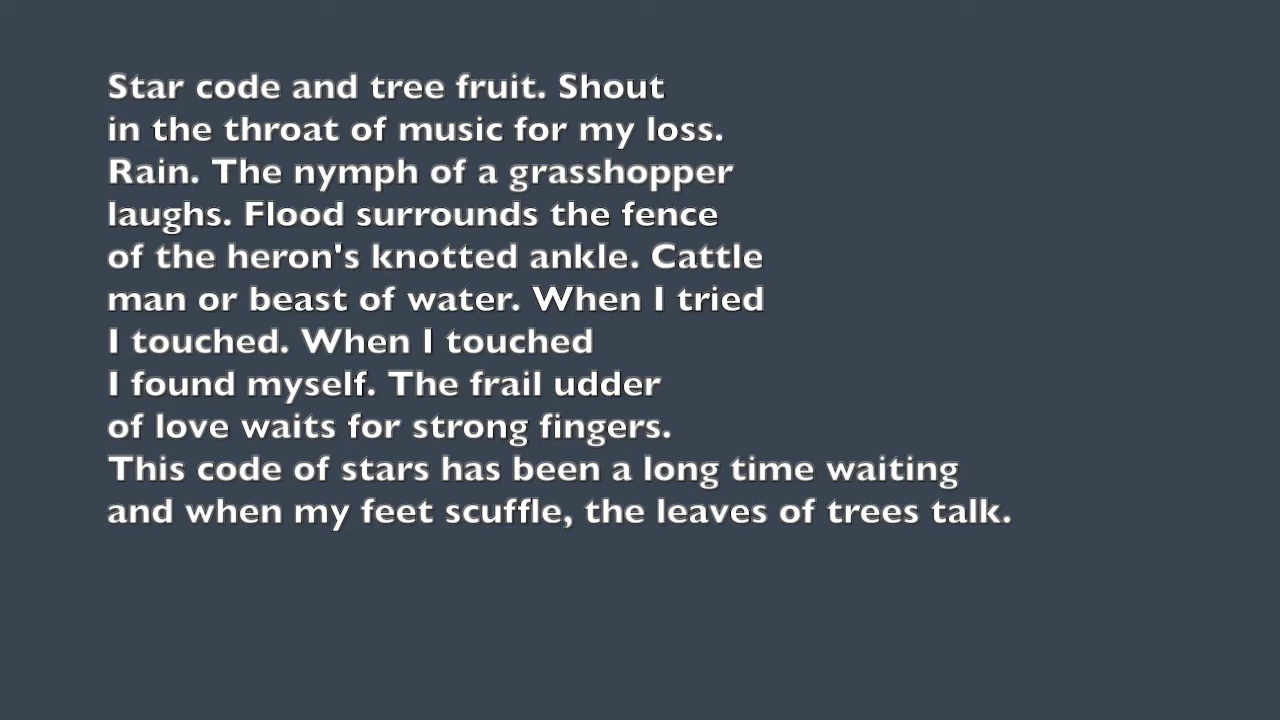 Star code and tree fruit. Shout
in the throat of music for my loss.
Rain. The nymph of a grasshopper
laughs. Flood surrounds the fence
of the heron's knotted ankle. Cattle
man or beast of water. When I tried
I touched. When I touched
I found myself. The frail udder
of love waits for strong fingers.
This code of stars has been a long time waiting
and when my feet scuffle, the leaves of trees talk.